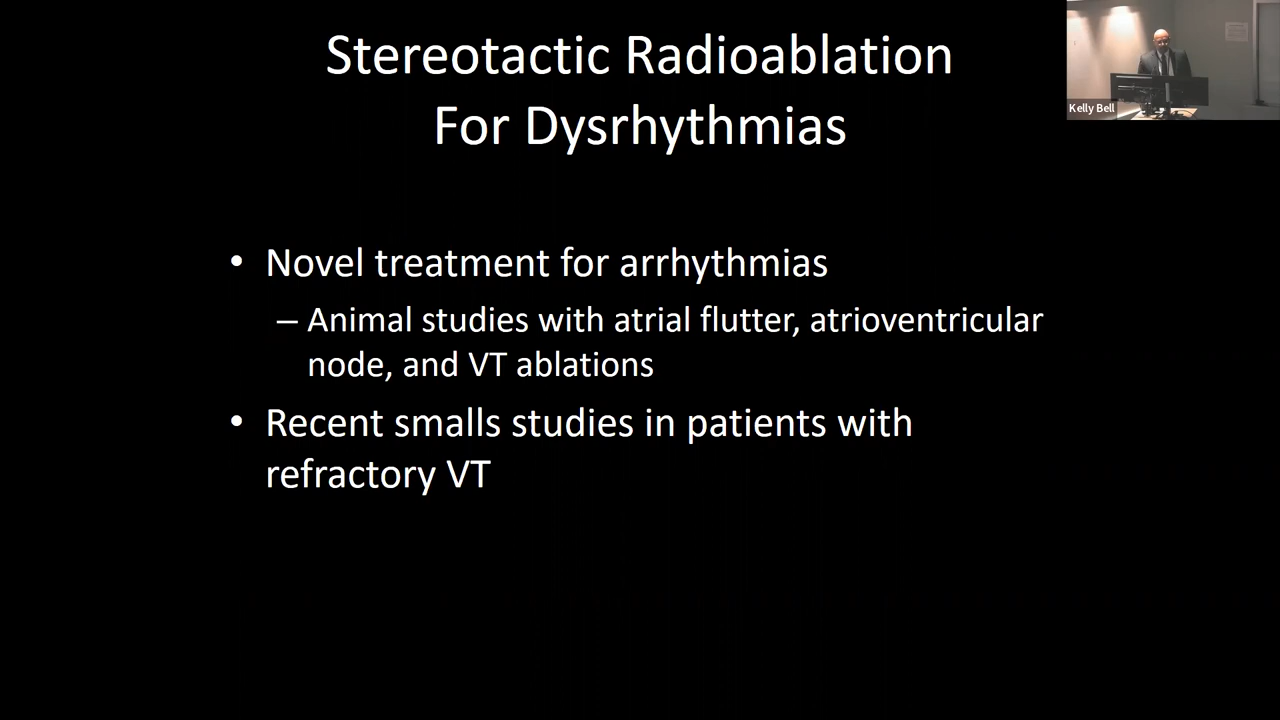 Stereotactic Radioablation
For Dysrhythmias
Kelly Bell
• Novel treatment for arrhythmias
– Animal studies with atrial flutter, atrioventricular
node, and VT ablations
• Recent smalls studies in patients with
refractory VT